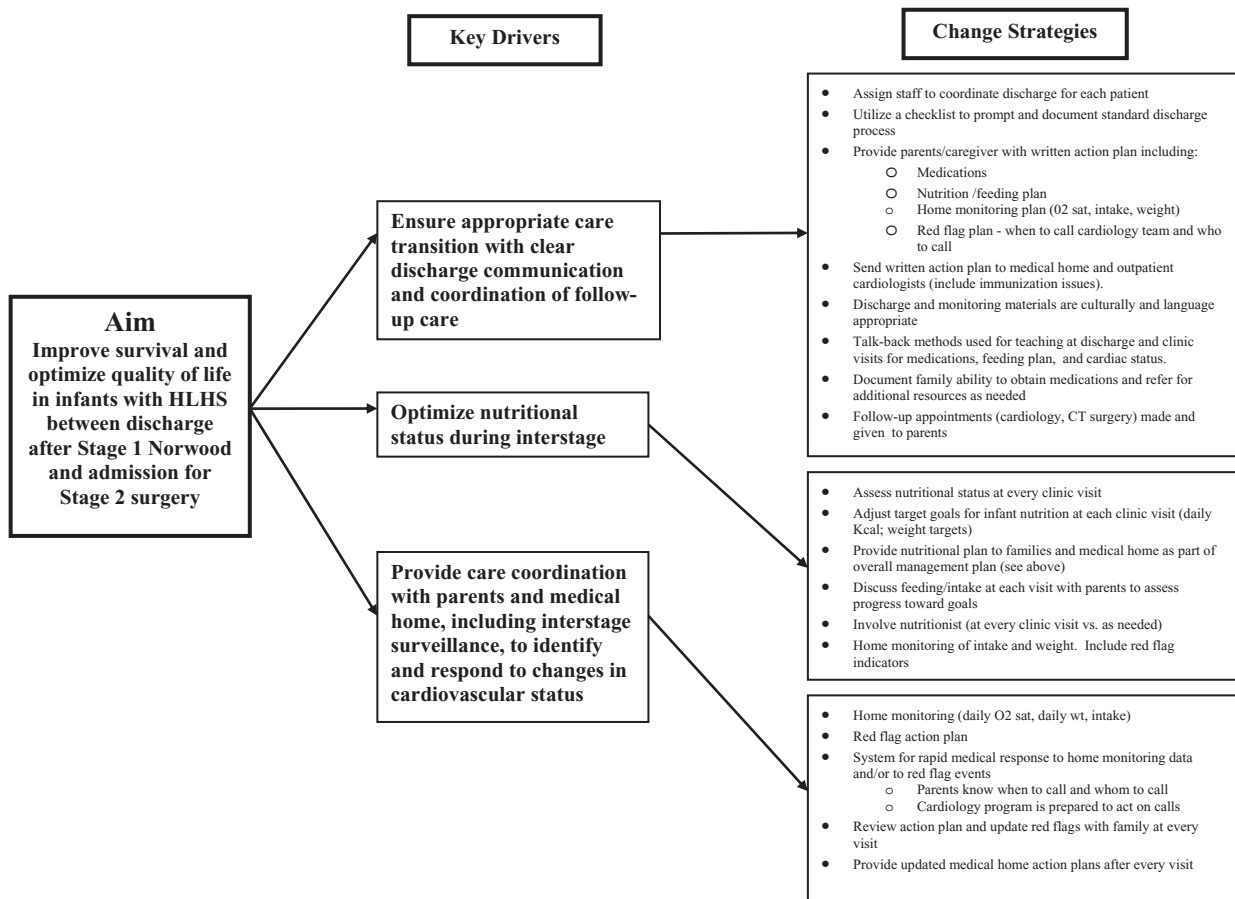 Key Drivers
Change Strategies
Aim
Improve survival and
optimize quality of life
in infants with HLHS
between discharge
after Stage 1 Norwood
and admission for
Stage 2 surgery
Ensure appropriate care
transition with clear
discharge communication
and coordination of follow-
up care
Optimize nutritional
status during interstage
Provide care coordination
with parents and medical
home, including interstage
surveillance, to identify
and respond to changes in
cardiovascular status
• Assign staff to coordinate discharge for each patient
• Utilize a checklist to prompt and document standard discharge
process
• Provide parents/caregiver with written action plan including:
o Medications
o Nutrition /feeding plan
o Home monitoring plan (02 sat, intake, weight)
o Red flag plan - when to call cardiology team and who
to call
• Send written action plan to medical home and outpatient
cardiologists (include immunization issues).
• Discharge and monitoring materials are culturally and language
appropriate
• Talk-back methods used for teaching at discharge and clinic
visits for medications, feeding plan, and cardiac status.
• Document family ability to obtain medications and refer for
additional resources as needed
• Follow-up appointments (cardiology, CT surgery) made and
given to parents
• Assess nutritional status at every clinic visit
• Adjust target goals for infant nutrition at each clinic visit (daily
Kcal; weight targets)
• Provide nutritional plan to families and medical home as part of
overall management plan (see above)
• Discuss feeding/intake at each visit with parents to assess
progress toward goals
• Involve nutritionist (at every clinic visit vs. as needed)
• Home monitoring of intake and weight. Include red flag
indicators
• Home monitoring (daily O2 sat, daily wt, intake)
• Red flag action plan
• System for rapid medical response to home monitoring data
and/or to red flag events
o Parents know when to call and whom to call
o Cardiology program is prepared to act on calls
• Review action plan and update red flags with family at every
visit
• Provide updated medical home action plans after every visit